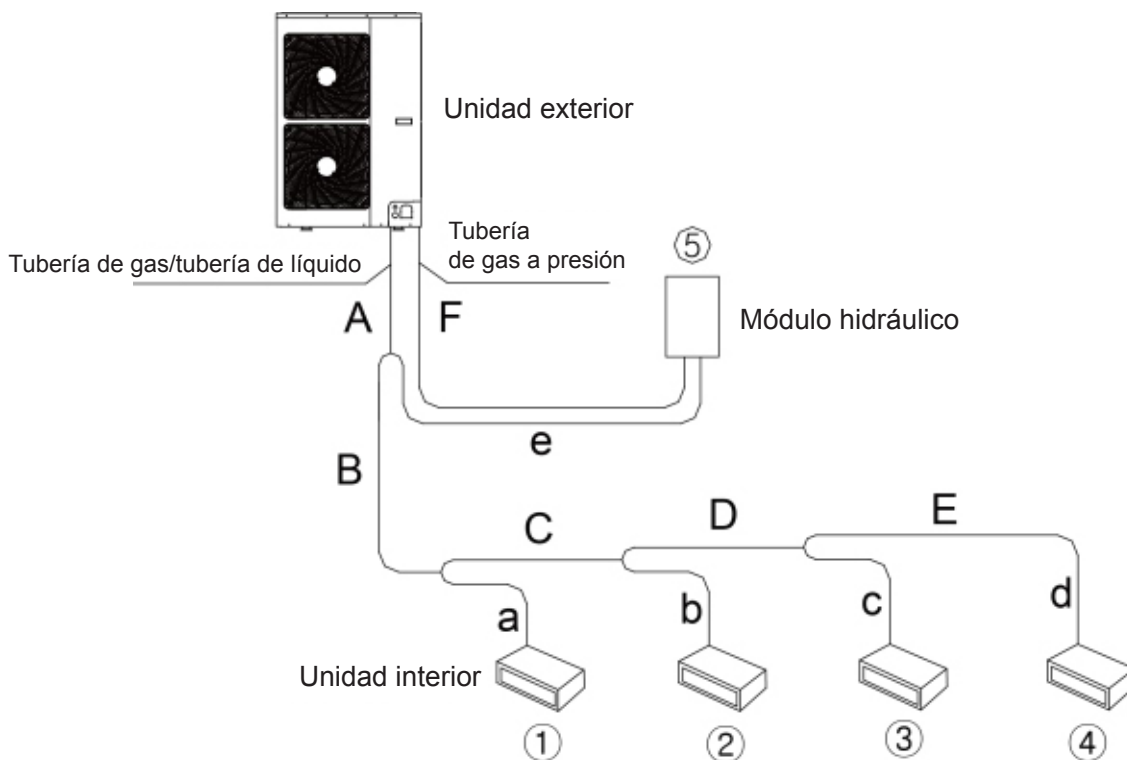 Unidad exterior
Tubería
de gas a presión
Tubería de gas/tubería de líquido
⑤
A
F
Módulo hidráulico
e
B
C
D
E
a
b
c
d
Unidad interior
①
②
③
④